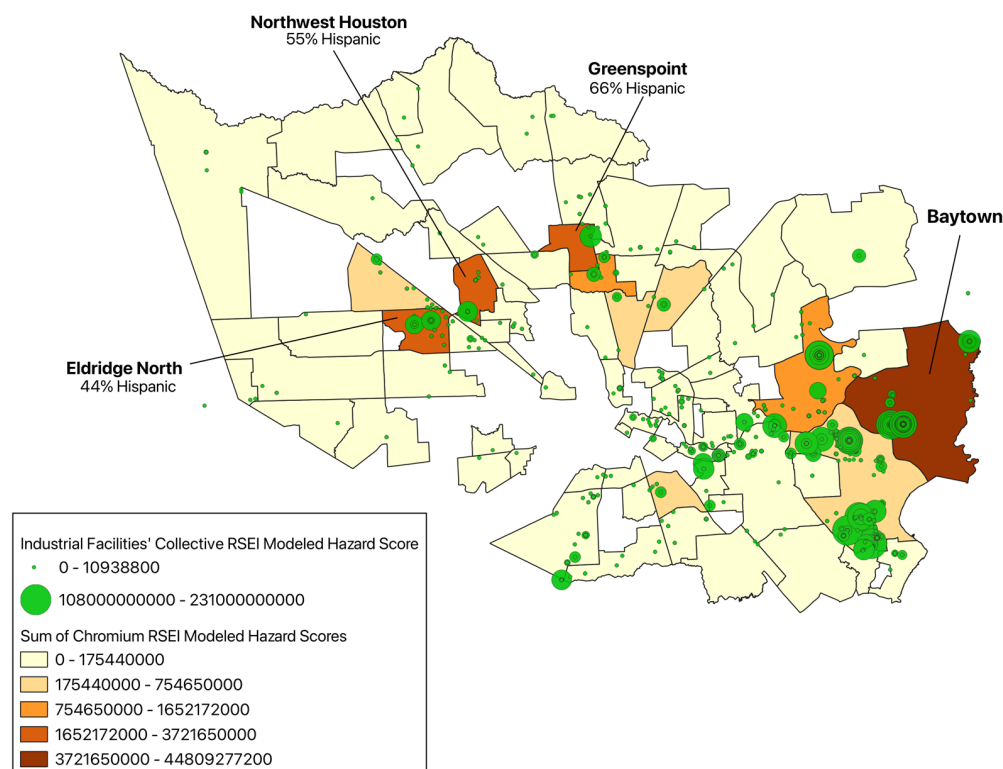 Northwest Houston
55% Hispanic
Greenspoint
66% Hispanic
Baytown
Eldridge North
44% Hispanic
Industrial Facilities' Collective RSEI Modeled Hazard Score
0 - 10938800
108000000000 - 231000000000
Sum of Chromium RSEI Modeled Hazard Scores
0 - 175440000
175440000 - 754650000
754650000 - 1652172000
1652172000 - 3721650000
3721650000 - 44809277200